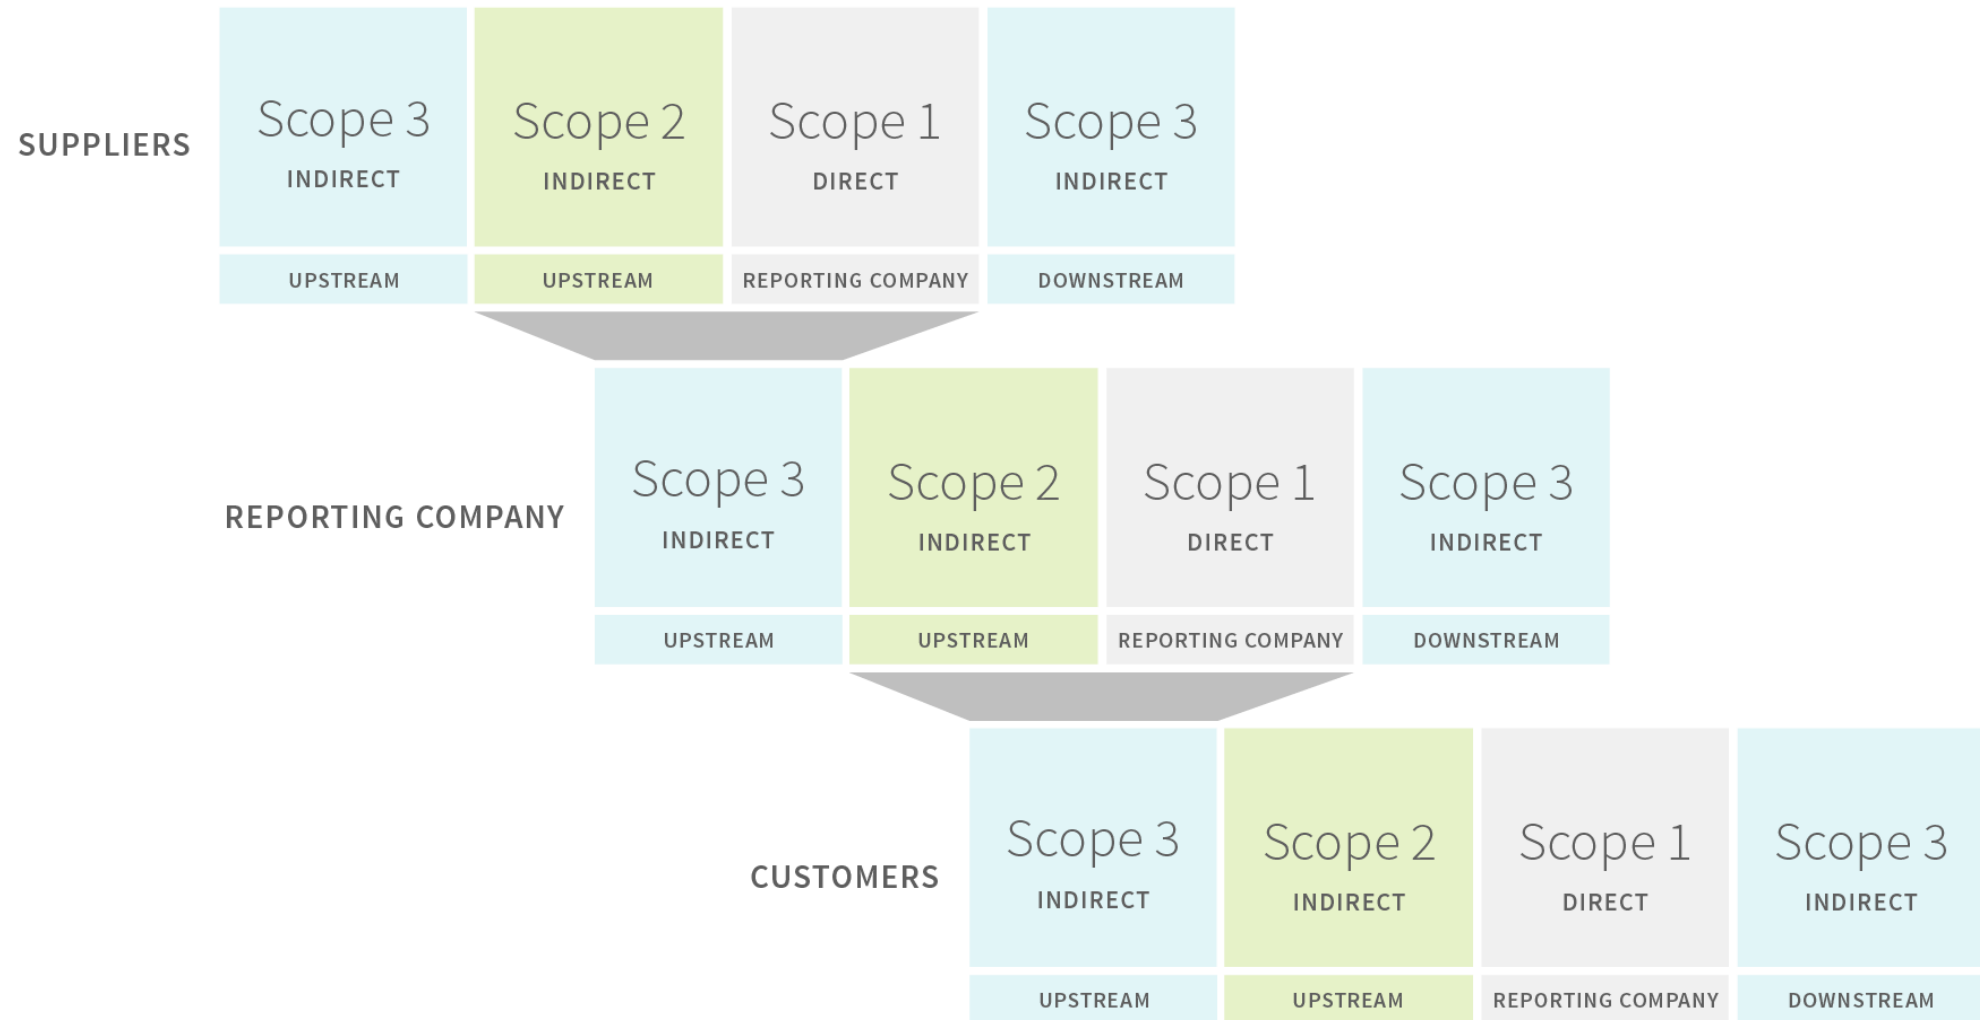 SUPPLIERS
Scope 3
INDIRECT
UPSTREAM
Scope 2
INDIRECT
UPSTREAM
Scope 1
DIRECT
REPORTING COMPANY
Scope 3
INDIRECT
DOWNSTREAM
REPORTING COMPANY
Scope 3
INDIRECT
UPSTREAM
Scope 2
INDIRECT
UPSTREAM
Scope 1
DIRECT
REPORTING COMPANY
Scope 3
INDIRECT
DOWNSTREAM
CUSTOMERS
Scope 3
INDIRECT
UPSTREAM
Scope 2
INDIRECT
UPSTREAM
Scope 1
DIRECT
REPORTING COMPANY
Scope 3
INDIRECT
DOWNSTREAM